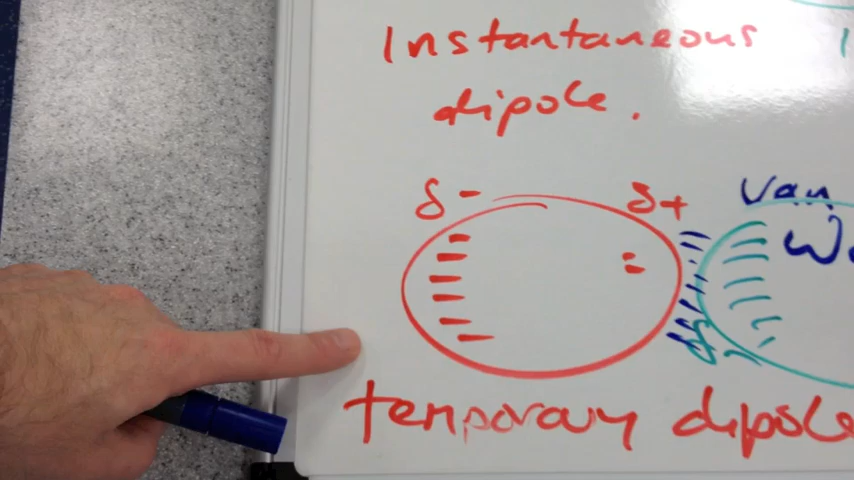 Instantaneous
dipole.
δ- δ+
van
temporary dipole